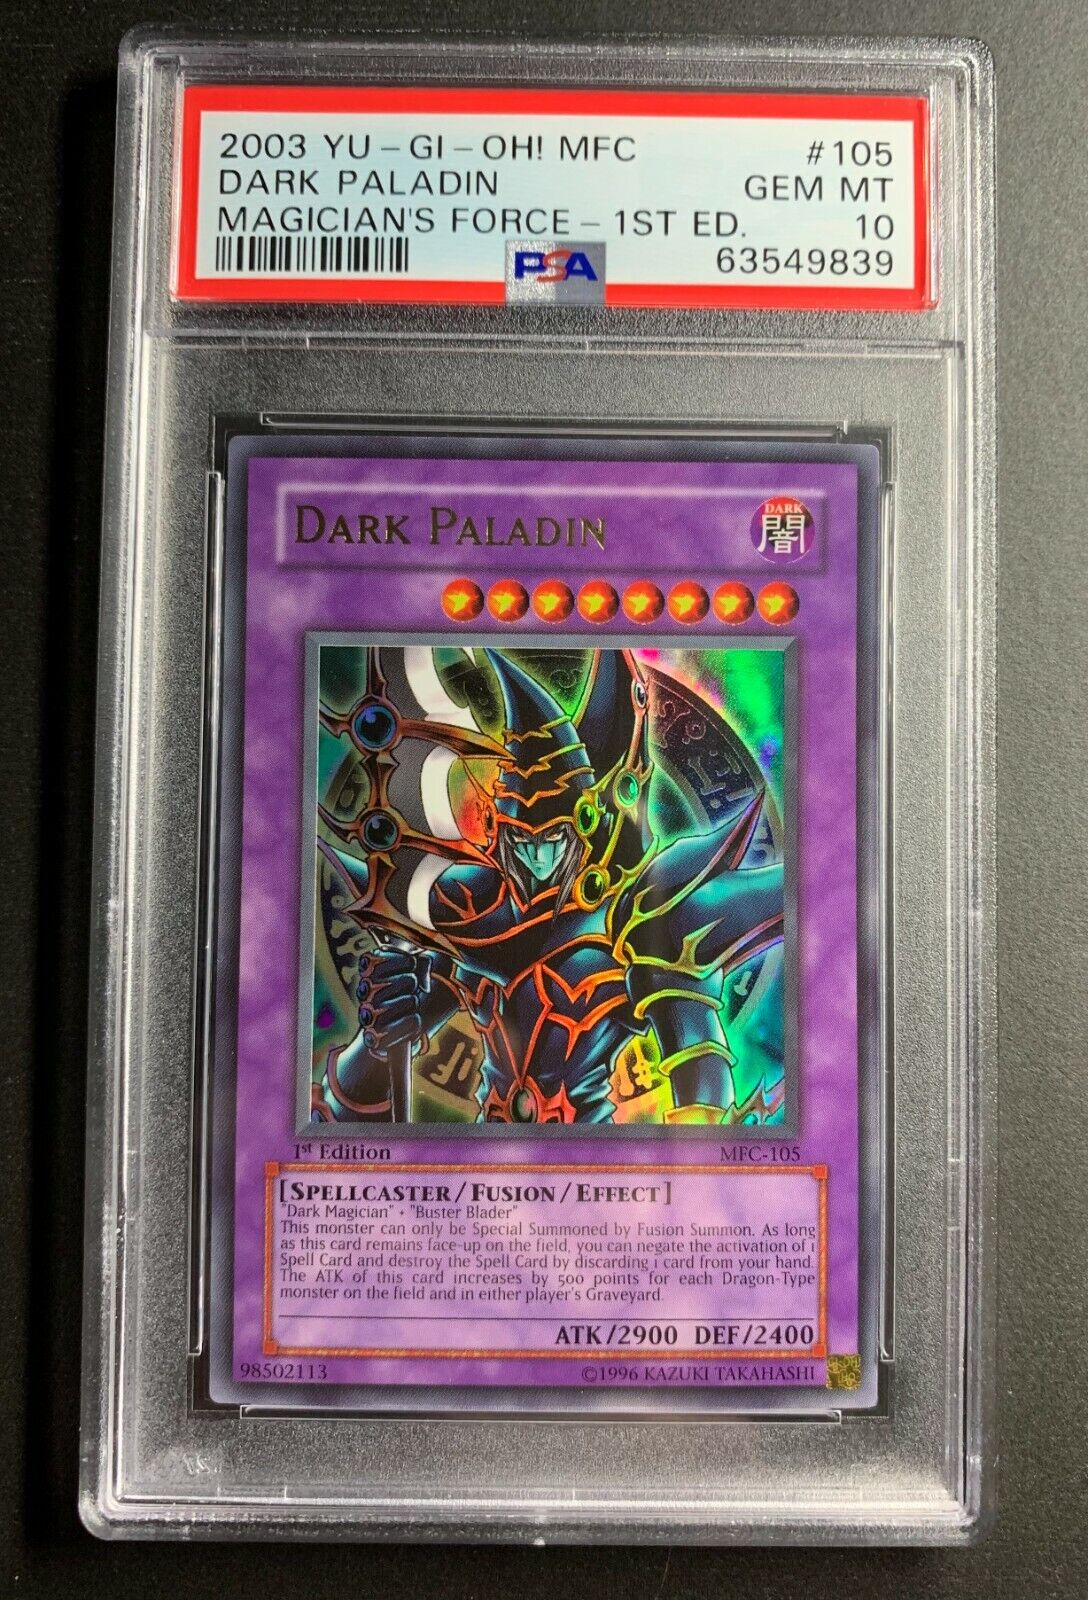 2003 YU-GI-OH! MFC #105
DARK PALADIN GEM MT
MAGICIAN'S FORCE-1ST ED. 10
PSA 63549839
DARK PALADIN
DARK
闇
1st Edition MFC-105
[SPELLCASTER/FUSION/EFFECT]
"Dark Magician" + "Buster Blader"
This monster can only be Special Summoned by Fusion Summon. As long
as this card remains face-up on the field, you can negate the activation of 1
Spell Card and destroy the Spell Card by discarding 1 card from your hand.
The ATK of this card increases by 500 points for each Dragon-Type
monster on the field and in either player's Graveyard.
ATK/2900 DEF/2400
98502113 ©1996 KAZUKI TAKAHASHI